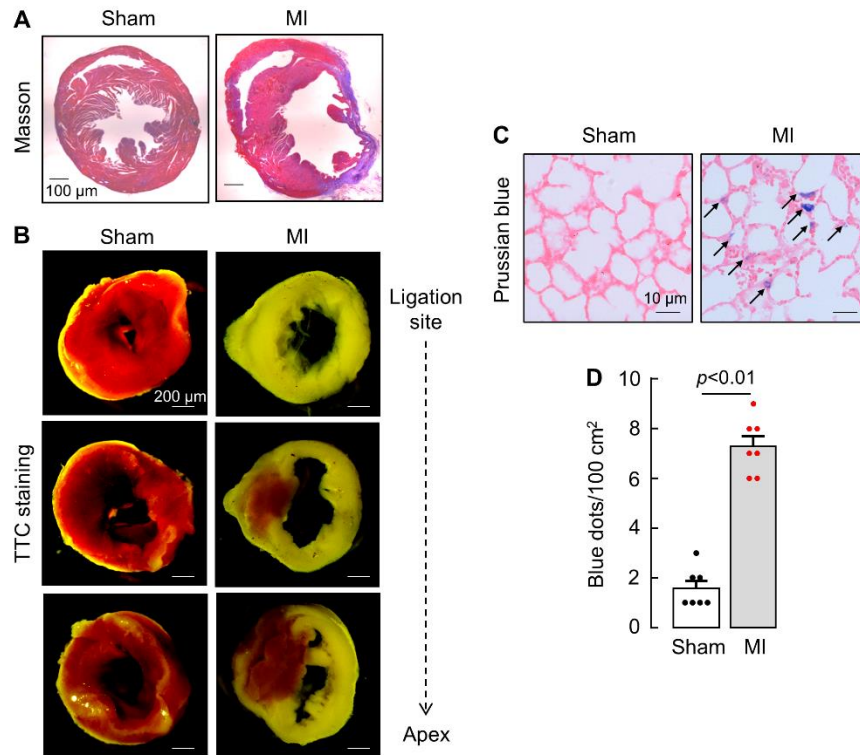 A
Sham
MI
Masson
100 µm
B
Sham
MI
TTC staining
200 µm
Ligation
site
Apex
C
Sham
MI
Prussian blue
10 µm
D
p<0.01
Blue dots/100 cm²
10
8
6
4
2
0
Sham
MI